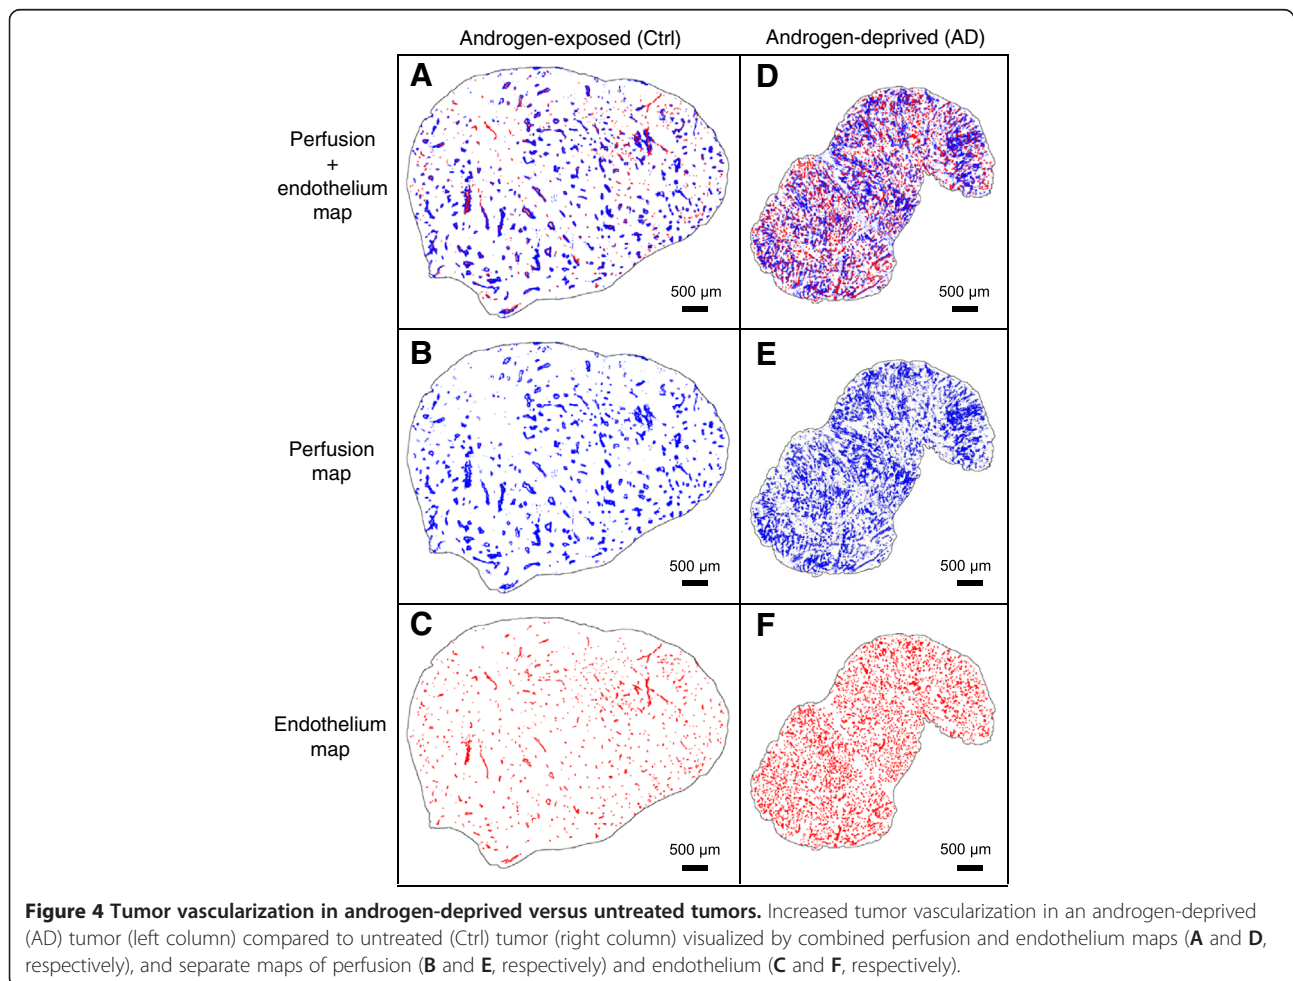 Androgen-exposed (Ctrl)
Androgen-deprived (AD)
A
D
Perfusion
+
endothelium
map
500 µm
500 µm
B
E
Perfusion
map
500 µm
500 µm
C
F
Endothelium
map
500 µm
500 µm
Figure 4 Tumor vascularization in androgen-deprived versus untreated tumors. Increased tumor vascularization in an androgen-deprived
(AD) tumor (left column) compared to untreated (Ctrl) tumor (right column) visualized by combined perfusion and endothelium maps (A and D,
respectively), and separate maps of perfusion (B and E, respectively) and endothelium (C and F, respectively).